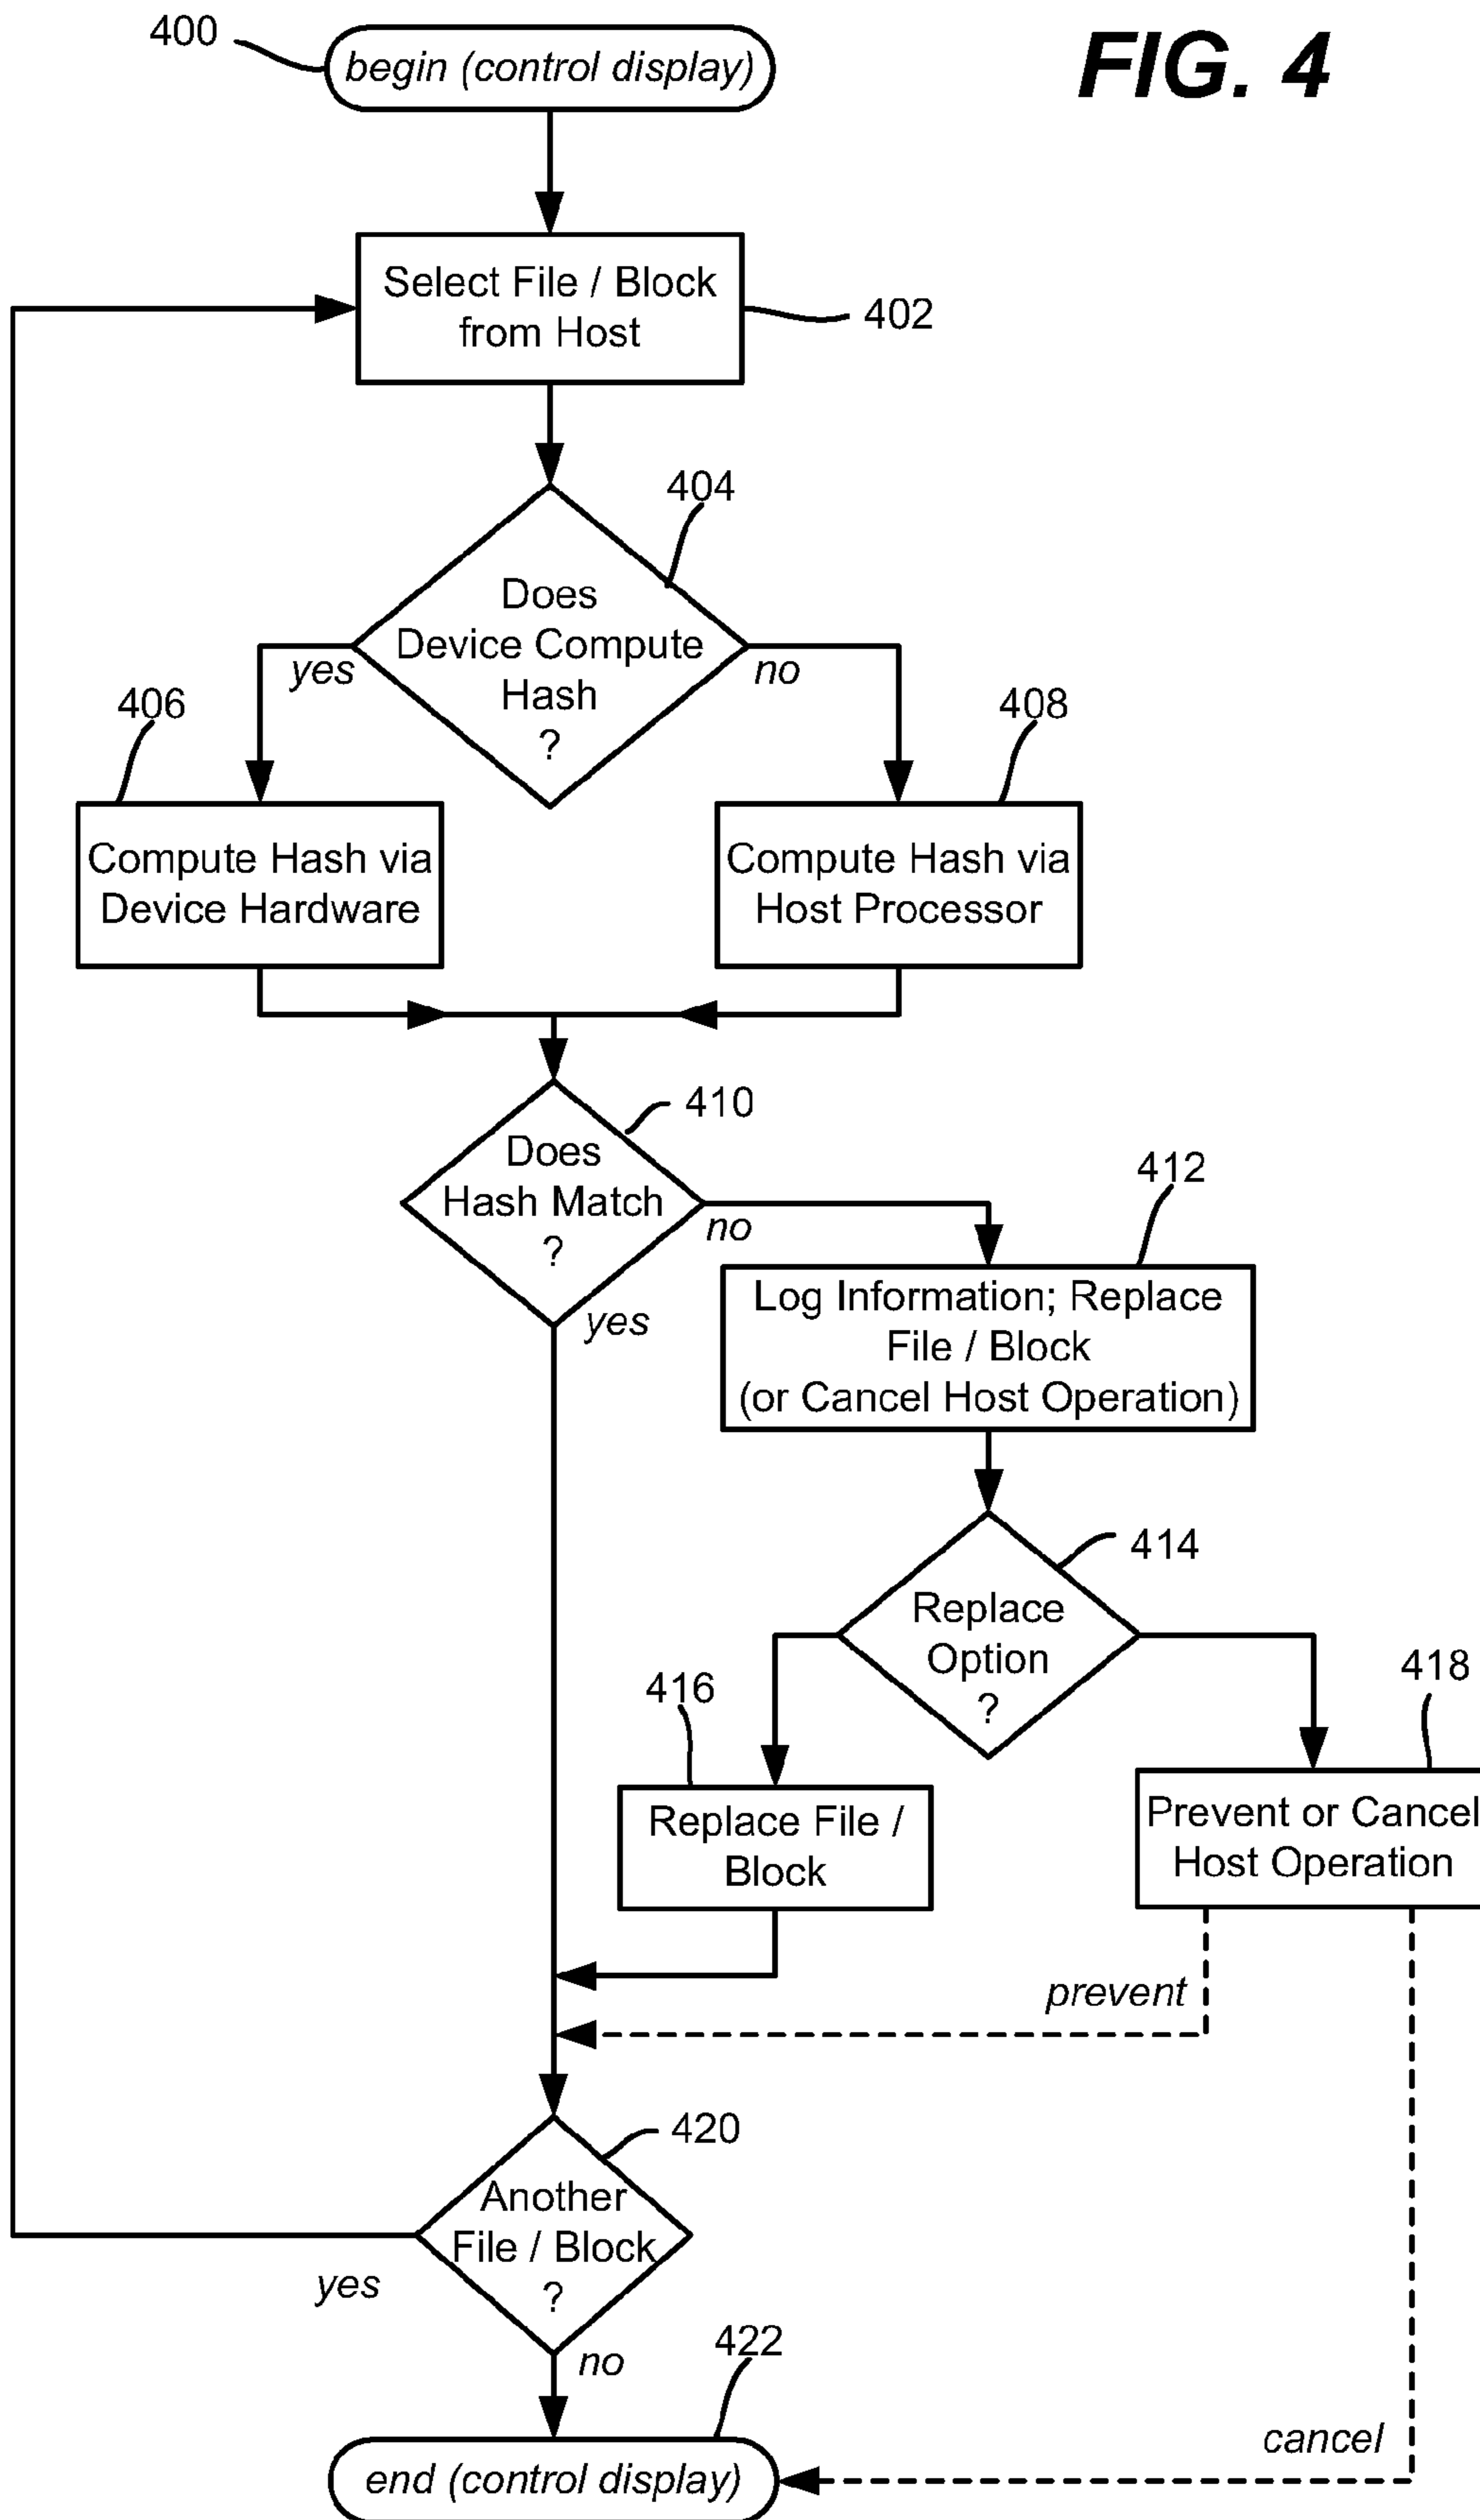 400
begin (control display)
FIG. 4
Select File / Block
from Host
402
404
Does
Device Compute
Hash
?
yes
no
406
408
Compute Hash via
Device Hardware
Compute Hash via
Host Processor
410
Does
Hash Match
?
no
yes
412
Log Information; Replace
File / Block
(or Cancel Host Operation)
414
Replace
Option
?
416
418
Replace File /
Block
Prevent or Cancel
Host Operation
prevent
420
Another
File / Block
?
yes
no
422
end (control display)
cancel